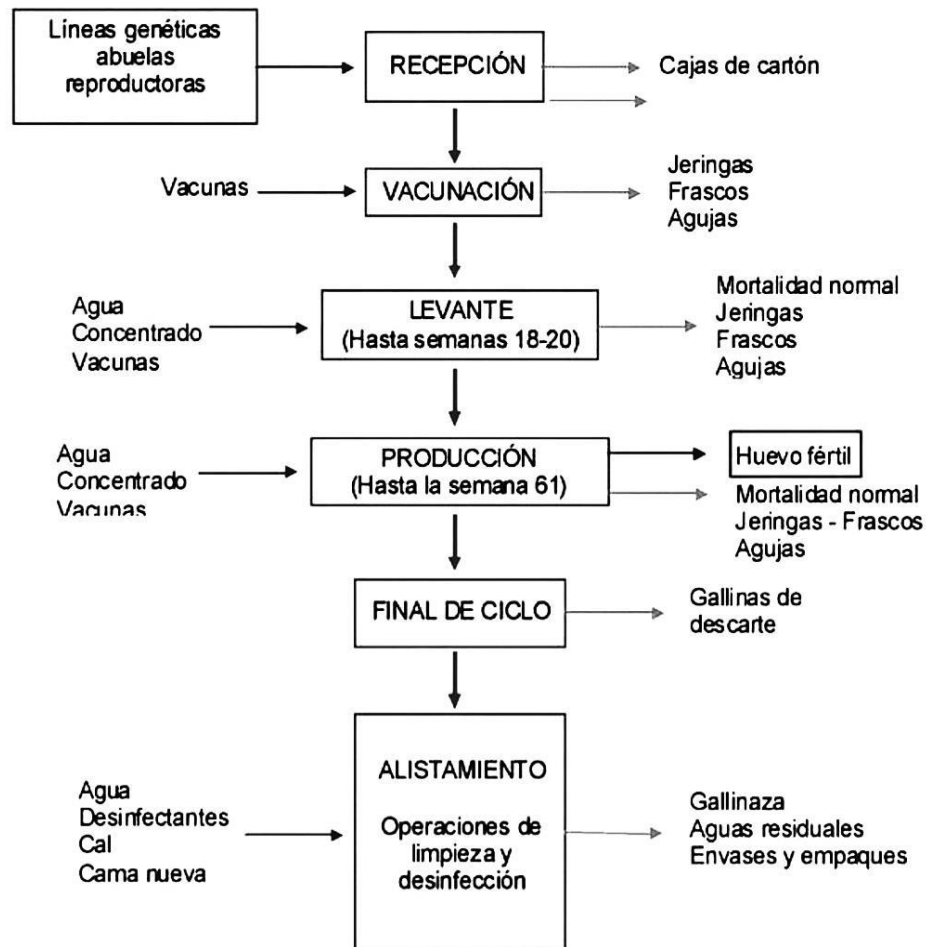 Líneas genéticas
abuelas
reproductoras
RECEPCIÓN
Cajas de cartón
Vacunas
VACUNACIÓN
Jeringas
Frascos
Agujas
Agua
Concentrado
Vacunas
LEVANTE
(Hasta semanas 18-20)
Mortalidad normal
Jeringas
Frascos
Agujas
Agua
Concentrado
Vacunas
PRODUCCIÓN
(Hasta la semana 61)
Huevo fértil
Mortalidad normal
Jeringas - Frascos
Agujas
FINAL DE CICLO
Gallinas de
descarte
Agua
Desinfectantes
Cal
Cama nueva
ALISTAMIENTO
Operaciones de
limpieza y
desinfección
Gallinaza
Aguas residuales
Envases y empaques